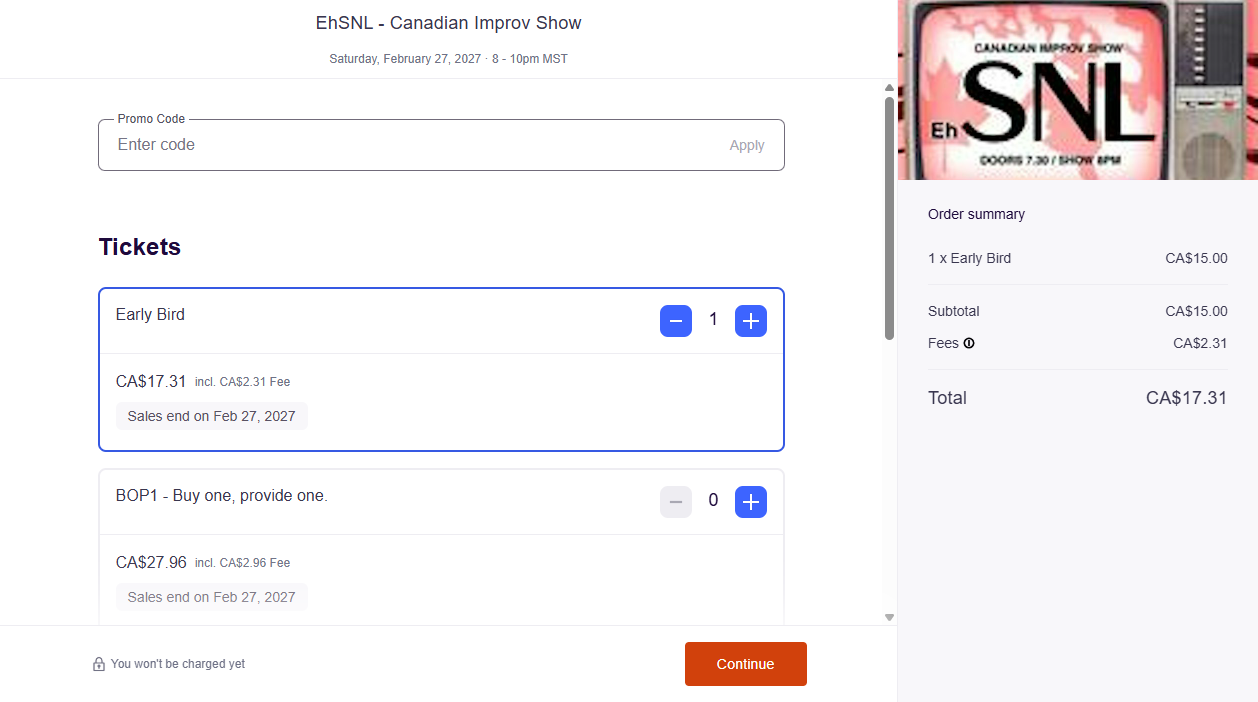 EhSNL - Canadian Improv Show
Saturday, February 27, 2027 · 8 - 10pm MST
Promo Code
Enter code
Apply
Tickets
Early Bird
1
CA$17.31 incl. CA$2.31 Fee
Sales end on Feb 27, 2027
BOP1 - Buy one, provide one.
0
CA$27.96 incl. CA$2.96 Fee
Sales end on Feb 27, 2027
You won't be charged yet
Continue
CANADIAN IMPROV SHOW
Eh SNL
DOORS 7.30 / SHOW 8PM
Order summary
1 x Early Bird CA$15.00
Subtotal CA$15.00
Fees CA$2.31
Total CA$17.31